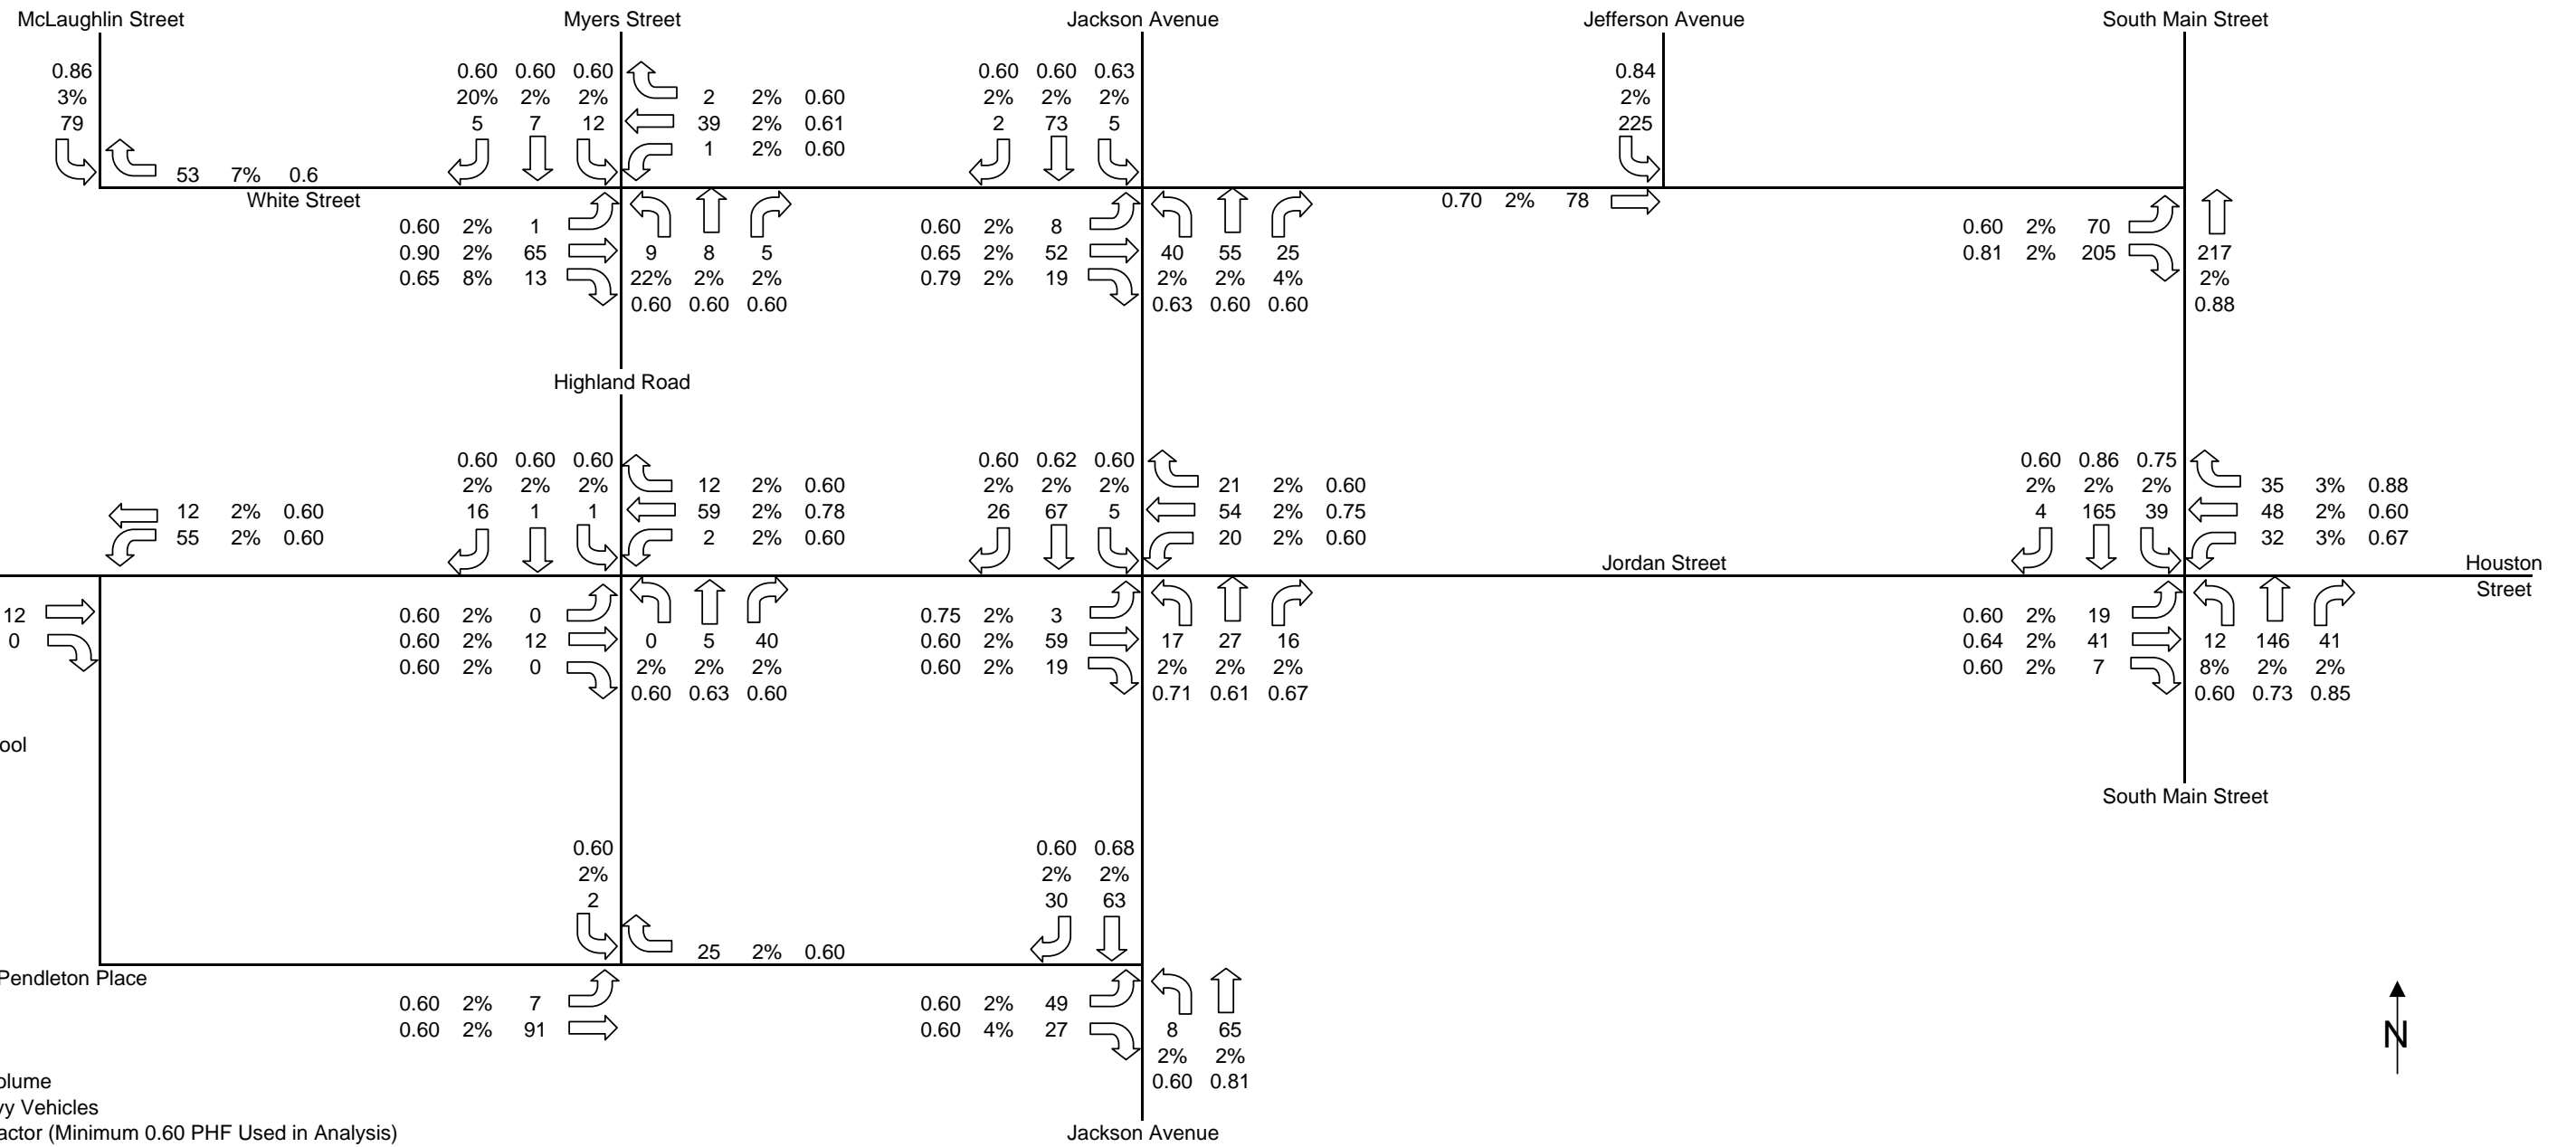 McLaughlin Street Myers Street Jackson Avenue Jefferson Avenue South Main Street
0.86 0.60 0.60 0.60 0.60 0.60 0.63 0.84
3% 20% 2% 2% 2 2% 0.60 2% 2% 2% 2%
79 5 7 12 39 2% 0.61 2 73 5 225
1 2% 0.60
53 7% 0.6
White Street 0.70 2% 78
0.60 2% 1 0.60 2% 8 0.60 2% 70
0.90 2% 65 9 8 5 0.65 2% 52 40 55 25 0.81 2% 205 217
0.65 8% 13 22% 2% 2% 0.79 2% 19 2% 2% 4% 2%
0.60 0.60 0.60 0.63 0.60 0.60 0.88
Highland Road
0.60 0.60 0.60 0.60 0.62 0.60 0.60 0.86 0.75
2% 2% 2% 12 2% 0.60 2% 2% 2% 21 2% 0.60 2% 2% 2% 35 3% 0.88
12 2% 0.60 16 1 1 59 2% 0.78 26 67 5 54 2% 0.75 4 165 39 48 2% 0.60
55 2% 0.60 2 2% 0.60 20 2% 0.60 32 3% 0.67
Jordan Street Houston
Street
12 0.60 2% 0 0.75 2% 3 0.60 2% 19
0 0.60 2% 12 0 5 40 0.60 2% 59 17 27 16 0.64 2% 41 12 146 41
0.60 2% 0 2% 2% 2% 0.60 2% 19 2% 2% 2% 0.60 2% 7 8% 2% 2%
0.60 0.63 0.60 0.71 0.61 0.67 0.60 0.73 0.85
ool
South Main Street
0.60 0.60 0.68
2% 2% 2%
2 30 63
25 2% 0.60
Pendleton Place
0.60 2% 7 0.60 2% 49
0.60 2% 91 0.60 4% 27 8 65
N
2% 2%
olume 0.60 0.81
vy Vehicles
actor (Minimum 0.60 PHF Used in Analysis) Jackson Avenue